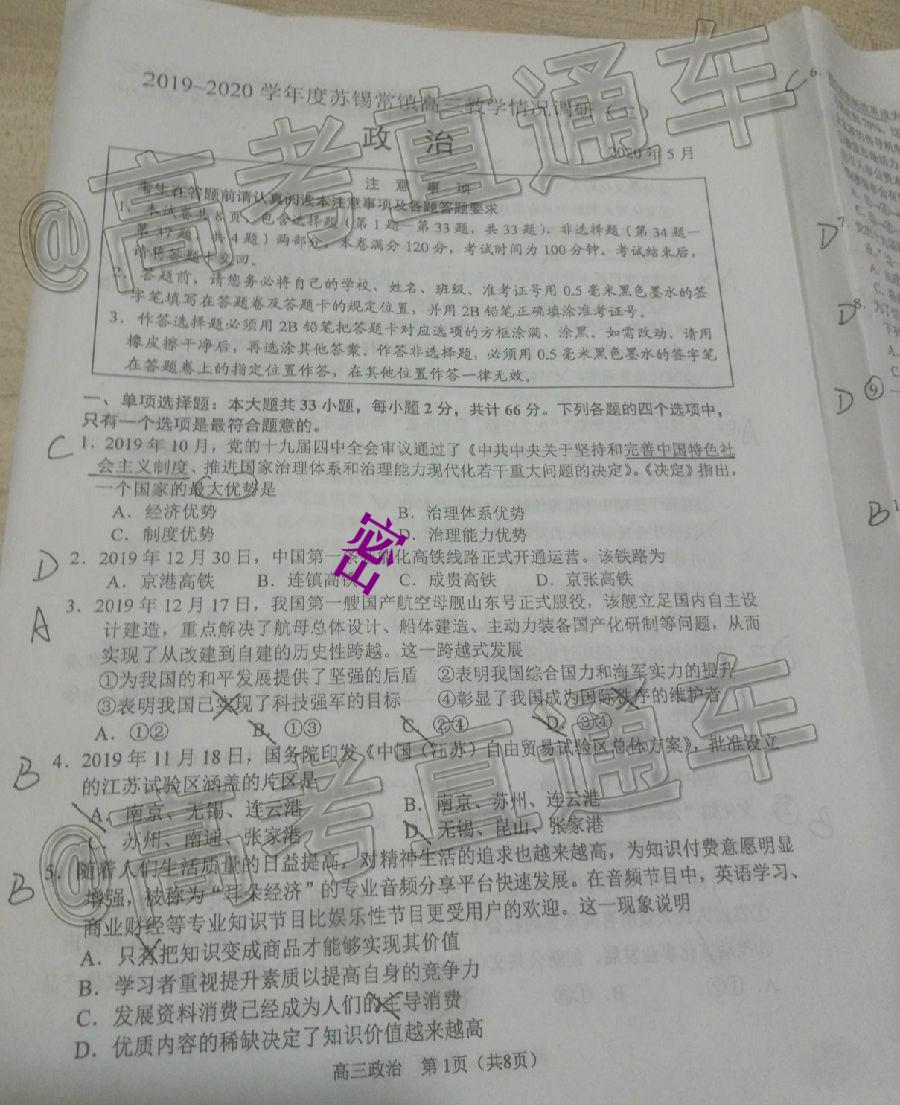 2019~2020 学年度苏锡常镇高三教学情况调研（二）
政 治
2020 年 5 月
注 意 事 项
考生在答题前请认真阅读本注意事项及各题答题要求
1. 本试卷共 8 页，包含选择题（第 1 题~第 33 题，共 33 题）、非选择题（第 34 题~
第 37 题，共 4 题）两部分。本卷满分 120 分，考试时间为 100 分钟。考试结束后，
请将答题卡交回。
2. 答题前，请您务必将自己的学校、姓名、班级、准考证号用 0.5 毫米黑色墨水的签
字笔填写在答题卷及答题卡的规定位置，并用 2B 铅笔正确填涂准考证号。
3. 作答选择题必须用 2B 铅笔把答题卡对应选项的方框涂满、涂黑。如需改动、请用
橡皮擦干净后，再选涂其他答案。作答非选择题，必须用 0.5 毫米黑色墨水的签字笔
在答题卷上的指定位置作答，在其他位置作答一律无效。
一、单项选择题：本大题共 33 小题，每小题 2 分，共计 66 分。下列各题的四个选项中，
只有一个选项是最符合题意的。
C 1. 2019 年 10 月，党的十九届四中全会审议通过了《中共中央关于坚持和完善中国特色社
会主义制度、推进国家治理体系和治理能力现代化若干重大问题的决定》。《决定》指出，
一个国家的最大优势是
A．经济优势 B．治理体系优势
C．制度优势 D．治理能力优势
D 2. 2019 年 12 月 30 日，中国第一条 化高铁线路正式开通运营。该铁路为
A．京港高铁 B．连镇高铁 C．成贵高铁 D．京张高铁
A 3. 2019 年 12 月 17 日，我国第一艘国产航空母舰山东号正式服役，该舰立足国内自主设
计建造，重点解决了航母总体设计、船体建造、主动力装备国产化研制等问题，从而
实现了从改建到自建的历史性跨越。这一跨越式发展
①为我国的和平发展提供了坚强的后盾 ②表明我国综合国力和海军实力的提升
③表明我国已实现了科技强军的目标 ④彰显了我国成为国际秩序的维护者
A．①② B．①③ C．②④ D．③④
B 4. 2019 年 11 月 18 日，国务院印发《中国（江苏）自由贸易试验区总体方案》，批准设立
的江苏试验区涵盖的片区是
A．南京、无锡、连云港 B．南京、苏州、连云港
C．苏州、南通、张家港 D．无锡、昆山、张家港
B 5. 随着人们生活质量的日益提高，对精神生活的追求也越来越高，为知识付费意愿明显
增强，被称为“耳朵经济”的专业音频分享平台快速发展。在音频节目中，英语学习、
商业财经等专业知识节目比娱乐性节目更受用户的欢迎。这一现象说明
A．只有把知识变成商品才能够实现其价值
B．学习者重视提升素质以提高自身的竞争力
C．发展资料消费已经成为人们的主导消费
D．优质内容的稀缺决定了知识价值越来越高
高三政治 第 1 页（共8页）
密
@高考直通车
@高考直通车
C 6.
D 7.
D 8.
D ⑨
B 1